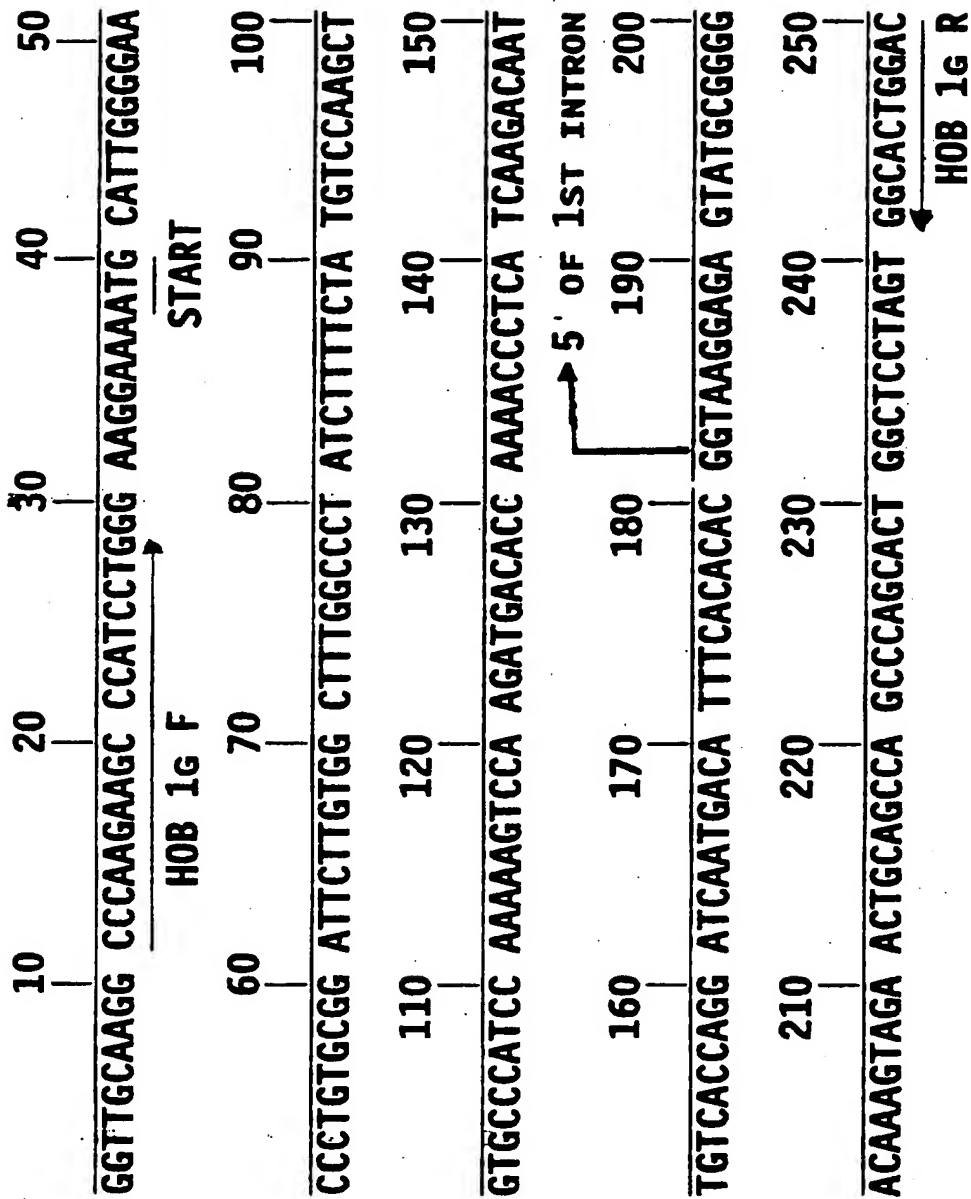 10 20 30 40 50
GGTTGCAAGG CCCAAGAAGC CCATCCTGGG AAGGAAAATG CATTGGGGAA
HOB 1G F START
60 70 80 90 100
CCCTGTGCGG ATTCTTGTGG CTTTGGCCCT ATCTTTTCTA TGTCCAAGCT
110 120 130 140 150
GTGCCCATCC AAAAAGTCCA AGATGACACC AAAACCCTCA TCAAGACAAT
5' OF 1ST INTRON
160 170 180 190 200
TGTCACCAGG ATCAATGACA TTTCACACAC GGTAAGGAGA GTATGCGGGG
210 220 230 240 250
ACAAAGTAGA ACTGCAGCCA GCCCAGCACT GGCTCCTAGT GGCACTGGAC
HOB 1G R